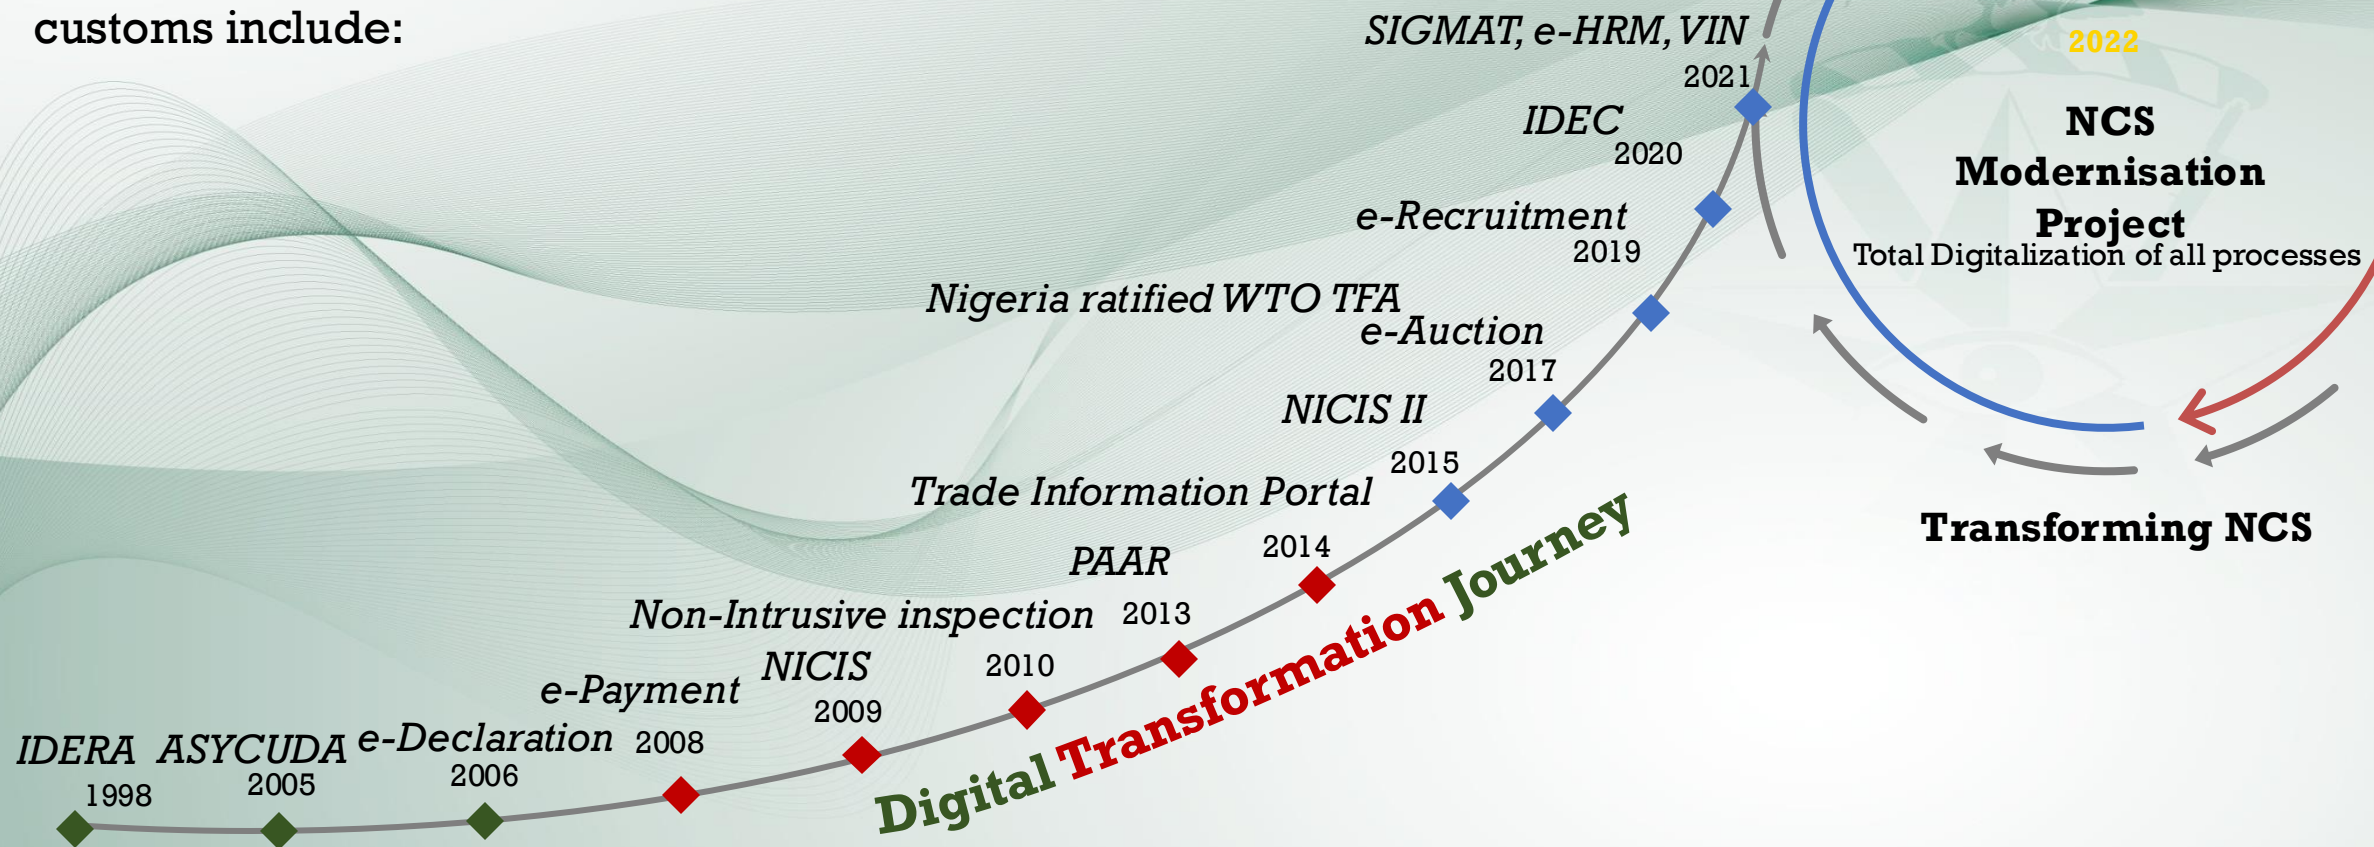 customs include:
SIGMAT, e-HRM, VIN
2021
IDEC
2020
e-Recruitment
2019
Nigeria ratified WTO TFA
e-Auction
2017
NICIS II
2015
Trade Information Portal
2014
PAAR
2013
Non-Intrusive inspection
2010
NICIS
2009
e-Payment
2008
e-Declaration
2006
ASYCUDA
2005
IDERA
1998
Digital Transformation Journey
2022
NCS
Modernisation
Project
Total Digitalization of all processes
Transforming NCS